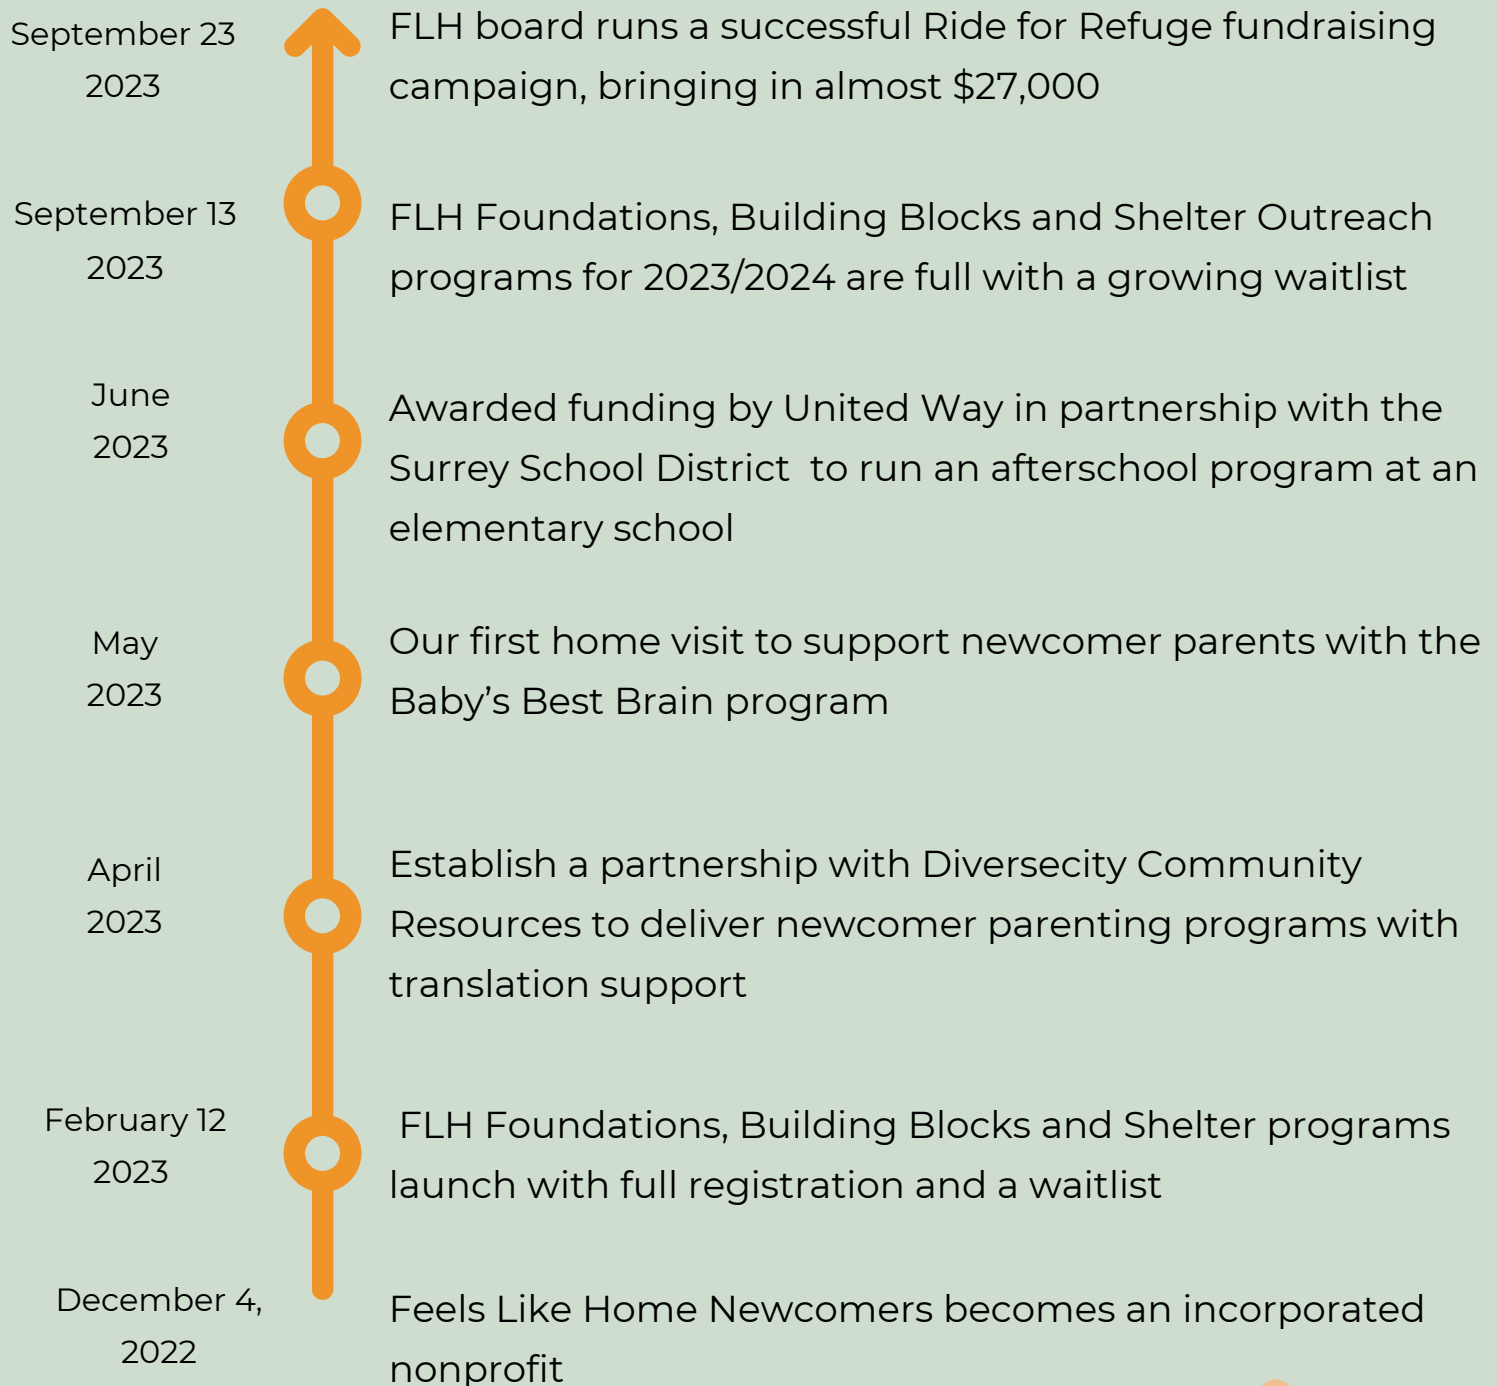 September 23
2023
FLH board runs a successful Ride for Refuge fundraising
campaign, bringing in almost $27,000
September 13
2023
FLH Foundations, Building Blocks and Shelter Outreach
programs for 2023/2024 are full with a growing waitlist
June
2023
Awarded funding by United Way in partnership with the
Surrey School District  to run an afterschool program at an
elementary school
May
2023
Our first home visit to support newcomer parents with the
Baby’s Best Brain program
April
2023
Establish a partnership with Diversecity Community
Resources to deliver newcomer parenting programs with
translation support
February 12
2023
FLH Foundations, Building Blocks and Shelter programs
launch with full registration and a waitlist
December 4,
2022
Feels Like Home Newcomers becomes an incorporated
nonprofit